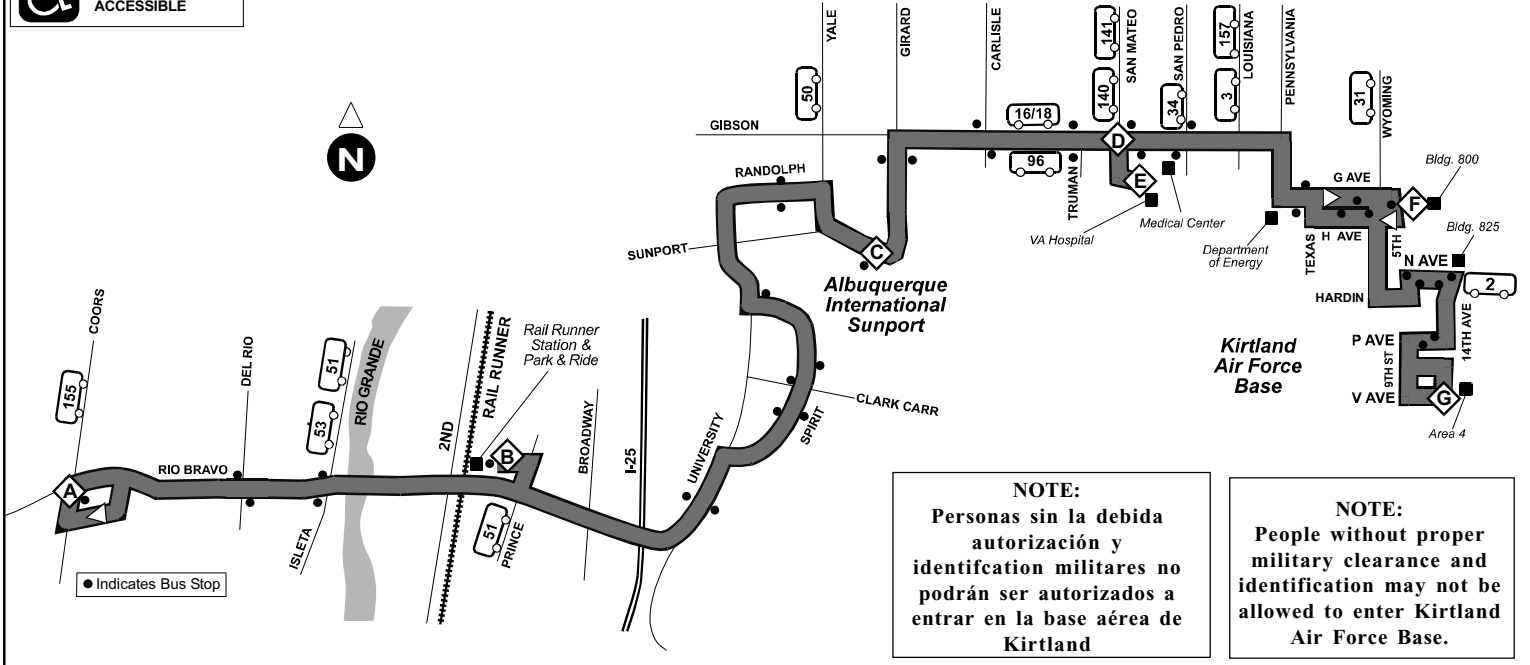 ACCESSIBLE
N
YALE
GIRARD
CARLISLE
SAN MATEO
SAN PEDRO
LOUISIANA
PENNSYLVANIA
WYOMING
50
141
140
34
157
3
31
GIBSON
16/18
96
D
RANDOLPH
TRUMAN
E
VA Hospital
Medical Center
G AVE
F
Bldg. 800
Department
of Energy
TEXAS
H AVE
5TH
Bldg. 825
N AVE
2
HARDIN
14TH AVE
P AVE
9TH ST
V AVE
G
Area 4
SUNPORT
C
Albuquerque
International
Sunport
Kirtland
Air Force
Base
COORS
155
DEL RIO
51
53
RIO GRANDE
2ND
RAIL RUNNER
Rail Runner
Station &
Park & Ride
BROADWAY
I-25
UNIVERSITY
SPIRIT
CLARK CARR
A
RIO BRAVO
B
ISLETA
51
PRINCE
Indicates Bus Stop
NOTE:
Personas sin la debida
autorización y
identifcation militares no
podrán ser autorizados a
entrar en la base aérea de
Kirtland
NOTE:
People without proper
military clearance and
identification may not be
allowed to enter Kirtland
Air Force Base.